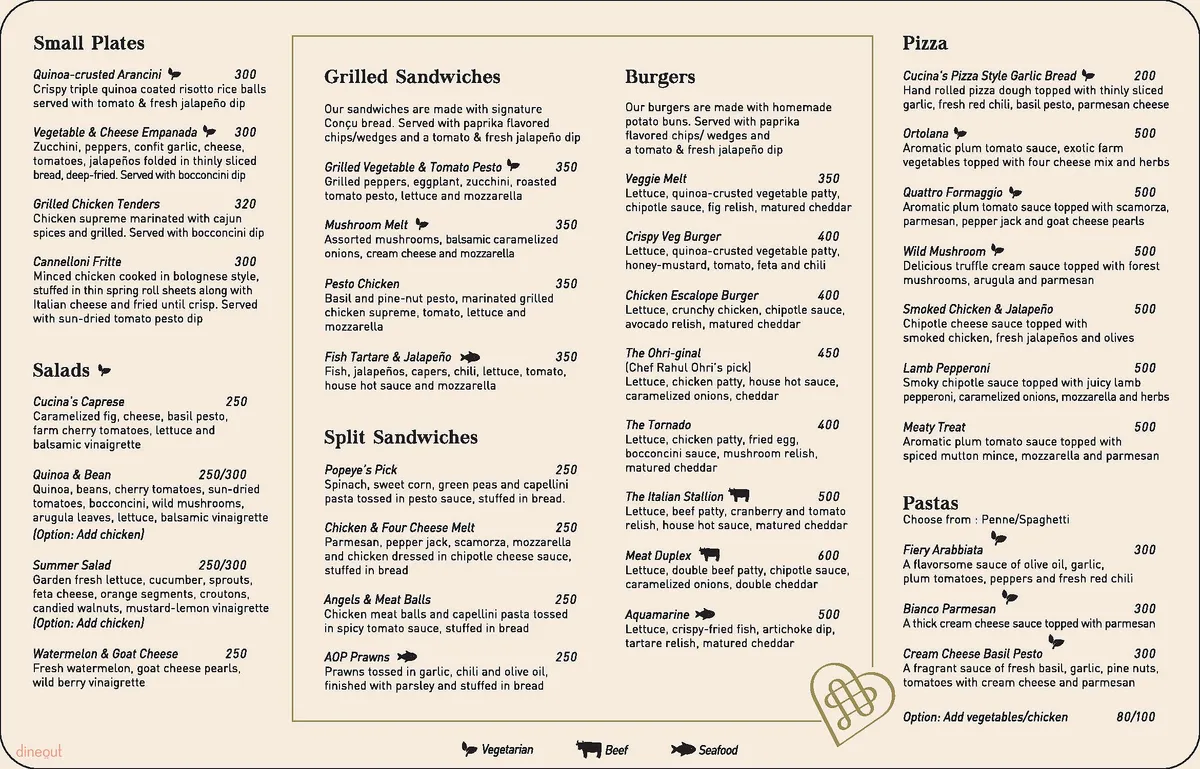 Small Plates
Quinoa-crusted Arancini 300
Crispy triple quinoa coated risotto rice balls
served with tomato & fresh jalapeño dip
Vegetable & Cheese Empanada 300
Zucchini, peppers, confit garlic, cheese,
tomatoes, jalapeños folded in thinly sliced
bread, deep-fried. Served with bocconcini dip
Grilled Chicken Tenders 320
Chicken supreme marinated with cajun
spices and grilled. Served with bocconcini dip
Cannelloni Fritte 300
Minced chicken cooked in bolognese style,
stuffed in thin spring roll sheets along with
Italian cheese and fried until crisp. Served
with sun-dried tomato pesto dip
Salads
Cucina's Caprese 250
Caramelized fig, cheese, basil pesto,
farm cherry tomatoes, lettuce and
balsamic vinaigrette
Quinoa & Bean 250/300
Quinoa, beans, cherry tomatoes, sun-dried
tomatoes, bocconcini, wild mushrooms,
arugula leaves, lettuce, balsamic vinaigrette
(Option: Add chicken)
Summer Salad 250/300
Garden fresh lettuce, cucumber, sprouts,
feta cheese, orange segments, croutons,
candied walnuts, mustard-lemon vinaigrette
(Option: Add chicken)
Watermelon & Goat Cheese 250
Fresh watermelon, goat cheese pearls,
wild berry vinaigrette
Grilled Sandwiches
Our sandwiches are made with signature
Conçu bread. Served with paprika flavored
chips/wedges and a tomato & fresh jalapeño dip
Grilled Vegetable & Tomato Pesto 350
Grilled peppers, eggplant, zucchini, roasted
tomato pesto, lettuce and mozzarella
Mushroom Melt 350
Assorted mushrooms, balsamic caramelized
onions, cream cheese and mozzarella
Pesto Chicken 350
Basil and pine-nut pesto, marinated grilled
chicken supreme, tomato, lettuce and
mozzarella
Fish Tartare & Jalapeño 350
Fish, jalapeños, capers, chili, lettuce, tomato,
house hot sauce and mozzarella
Split Sandwiches
Popeye's Pick 250
Spinach, sweet corn, green peas and capellini
pasta tossed in pesto sauce, stuffed in bread.
Chicken & Four Cheese Melt 250
Parmesan, pepper jack, scamorza, mozzarella
and chicken dressed in chipotle cheese sauce,
stuffed in bread
Angels & Meat Balls 250
Chicken meat balls and capellini pasta tossed
in spicy tomato sauce, stuffed in bread
AOP Prawns 250
Prawns tossed in garlic, chili and olive oil,
finished with parsley and stuffed in bread
Burgers
Our burgers are made with homemade
potato buns. Served with paprika
flavored chips/ wedges and
a tomato & fresh jalapeño dip
Veggie Melt 350
Lettuce, quinoa-crusted vegetable patty,
chipotle sauce, fig relish, matured cheddar
Crispy Veg Burger 400
Lettuce, quinoa-crusted vegetable patty,
honey-mustard, tomato, feta and chili
Chicken Escalope Burger 400
Lettuce, crunchy chicken, chipotle sauce,
avocado relish, matured cheddar
The Ohri-ginal 450
(Chef Rahul Ohri's pick)
Lettuce, chicken patty, house hot sauce,
caramelized onions, cheddar
The Tornado 400
Lettuce, chicken patty, fried egg,
bocconcini sauce, mushroom relish,
matured cheddar
The Italian Stallion 500
Lettuce, beef patty, cranberry and tomato
relish, house hot sauce, matured cheddar
Meat Duplex 600
Lettuce, double beef patty, chipotle sauce,
caramelized onions, double cheddar
Aquamarine 500
Lettuce, crispy-fried fish, artichoke dip,
tartare relish, matured cheddar
Pizza
Cucina's Pizza Style Garlic Bread 200
Hand rolled pizza dough topped with thinly sliced
garlic, fresh red chili, basil pesto, parmesan cheese
Ortolana 500
Aromatic plum tomato sauce, exotic farm
vegetables topped with four cheese mix and herbs
Quattro Formaggio 500
Aromatic plum tomato sauce topped with scamorza,
parmesan, pepper jack and goat cheese pearls
Wild Mushroom 500
Delicious truffle cream sauce topped with forest
mushrooms, arugula and parmesan
Smoked Chicken & Jalapeño 500
Chipotle cheese sauce topped with
smoked chicken, fresh jalapeños and olives
Lamb Pepperoni 500
Smoky chipotle sauce topped with juicy lamb
pepperoni, caramelized onions, mozzarella and herbs
Meaty Treat 500
Aromatic plum tomato sauce topped with
spiced mutton mince, mozzarella and parmesan
Pastas
Choose from : Penne/Spaghetti
Fiery Arabbiata 300
A flavorsome sauce of olive oil, garlic,
plum tomatoes, peppers and fresh red chili
Bianco Parmesan 300
A thick cream cheese sauce topped with parmesan
Cream Cheese Basil Pesto 300
A fragrant sauce of fresh basil, garlic, pine nuts,
tomatoes with cream cheese and parmesan
Option: Add vegetables/chicken 80/100
Vegetarian Beef Seafood
dineout